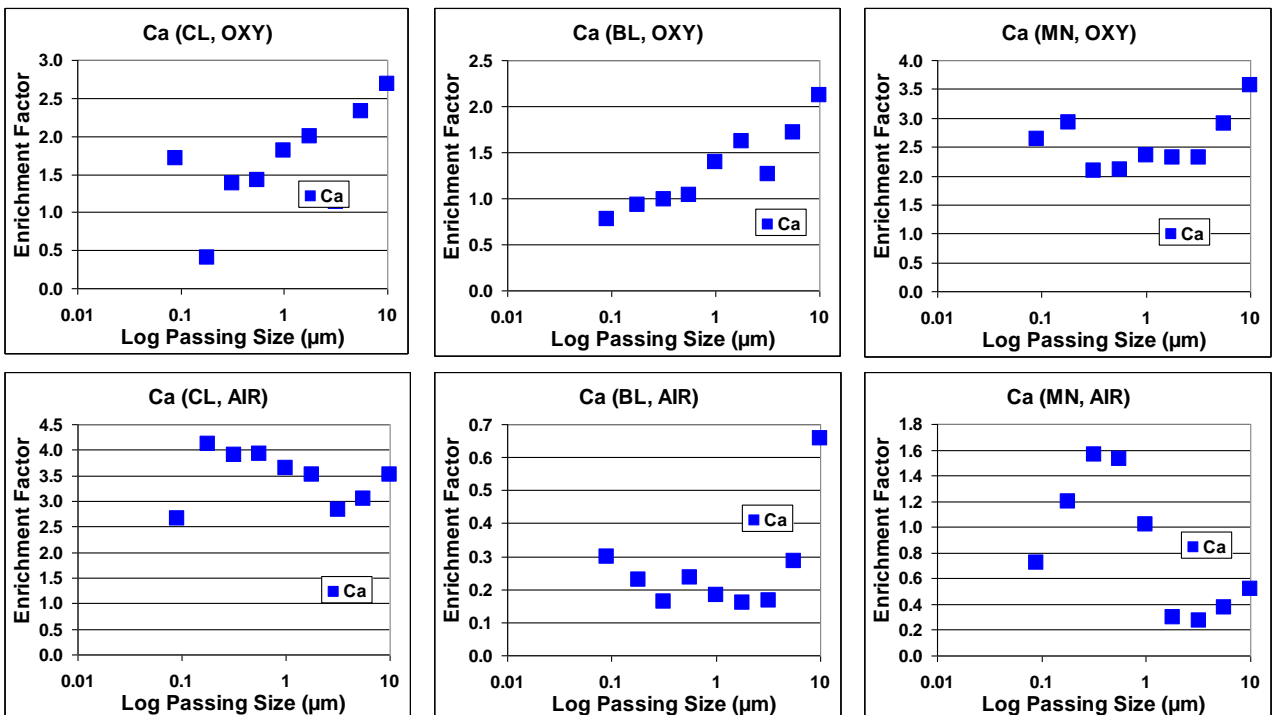 Ca (CL, OXY)
Enrichment Factor
3.0
2.5
2.0
1.5
1.0
0.5
0.0
0.01 0.1 1 10
Log Passing Size (µm)
Ca
Ca (BL, OXY)
Enrichment Factor
2.5
2.0
1.5
1.0
0.5
0.0
0.01 0.1 1 10
Log Passing Size (µm)
Ca
Ca (MN, OXY)
Enrichment Factor
4.0
3.5
3.0
2.5
2.0
1.5
1.0
0.5
0.0
0.01 0.1 1 10
Log Passing Size (µm)
Ca
Ca (CL, AIR)
Enrichment Factor
4.5
4.0
3.5
3.0
2.5
2.0
1.5
1.0
0.5
0.0
0.01 0.1 1 10
Log Passing Size (µm)
Ca
Ca (BL, AIR)
Enrichment Factor
0.7
0.6
0.5
0.4
0.3
0.2
0.1
0.0
0.01 0.1 1 10
Log Passing Size (µm)
Ca
Ca (MN, AIR)
Enrichment Factor
1.8
1.6
1.4
1.2
1.0
0.8
0.6
0.4
0.2
0.0
0.01 0.1 1 10
Log Passing Size (µm)
Ca